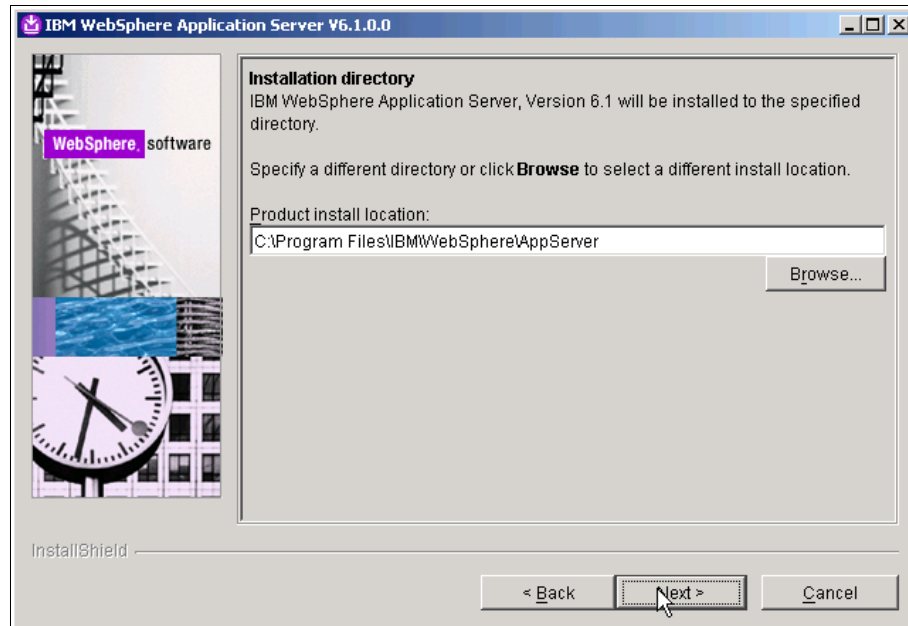 IBM WebSphere Application Server V6.1.0.0
WebSphere. software
Installation directory
IBM WebSphere Application Server, Version 6.1 will be installed to the specified
directory.
Specify a different directory or click Browse to select a different install location.
Product install location:
C:\Program Files\IBM\WebSphere\AppServer
Browse...
InstallShield
< Back
Next >
Cancel